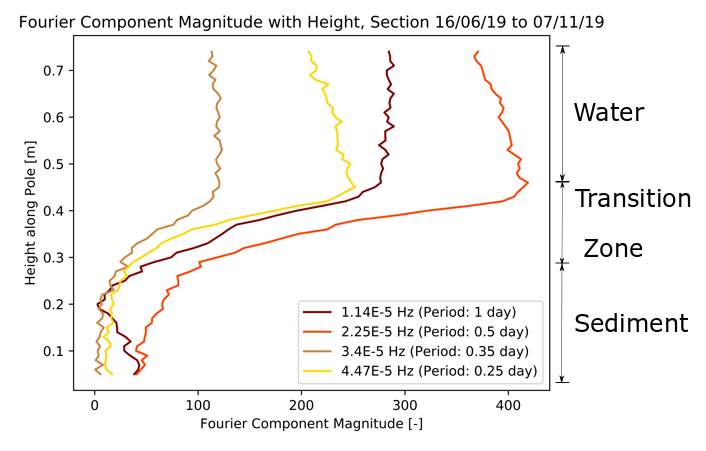 Fourier Component Magnitude with Height, Section 16/06/19 to 07/11/19
Height along Pole [m]
0.7
0.6
0.5
0.4
0.3
0.2
0.1
0
100
200
300
400
Fourier Component Magnitude [-]
1.14E-5 Hz (Period: 1 day)
2.25E-5 Hz (Period: 0.5 day)
3.4E-5 Hz (Period: 0.35 day)
4.47E-5 Hz (Period: 0.25 day)
Water
Transition
Zone
Sediment